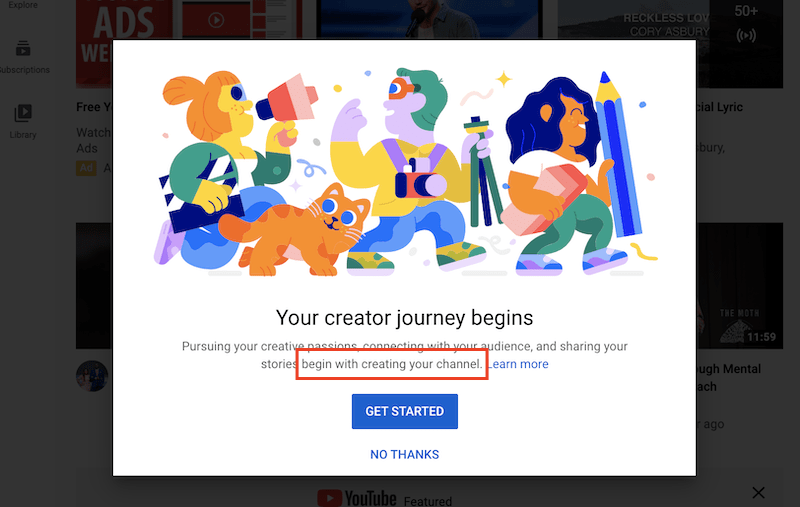 Explore
Subscriptions
Library
ADS
Free Y
Watch
Ads
Ad
RECKLESS LOV
CORY ASBURY
50+
cial Lyric
sbury,
Your creator journey begins
Pursuing your creative passions, connecting with your audience, and sharing your
stories begin with creating your channel. Learn more
GET STARTED
NO THANKS
THE MOTH
11:59
ough Mental
ach
r ago
YouTube Featured